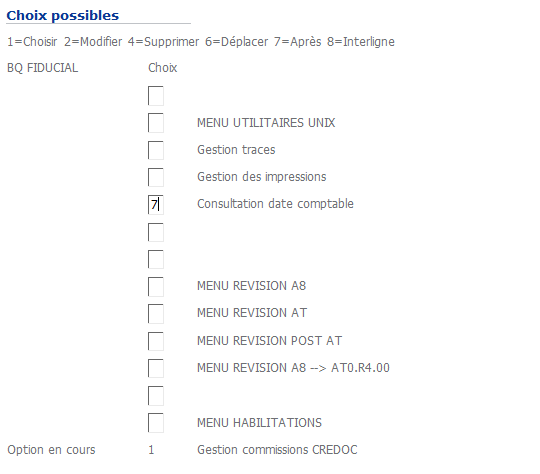 Choix possibles
1=Choisir 2=Modifier 4=Supprimer 6=Déplacer 7=Après 8=Interligne
BQ FIDUCIAL Choix
MENU UTILITAIRES UNIX
Gestion traces
Gestion des impressions
7 Consultation date comptable
MENU REVISION A8
MENU REVISION AT
MENU REVISION POST AT
MENU REVISION A8 --> AT0.R4.00
MENU HABILITATIONS
Option en cours 1 Gestion commissions CREDOC